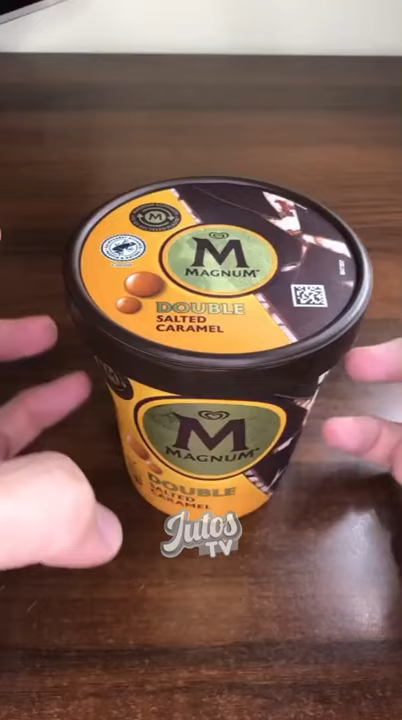 M
M
MAGNUM
DOUBLE
SALTED
CARAMEL
M
MAGNUM
DOUBLE
SALTED
CARAMEL
Jutos
TV